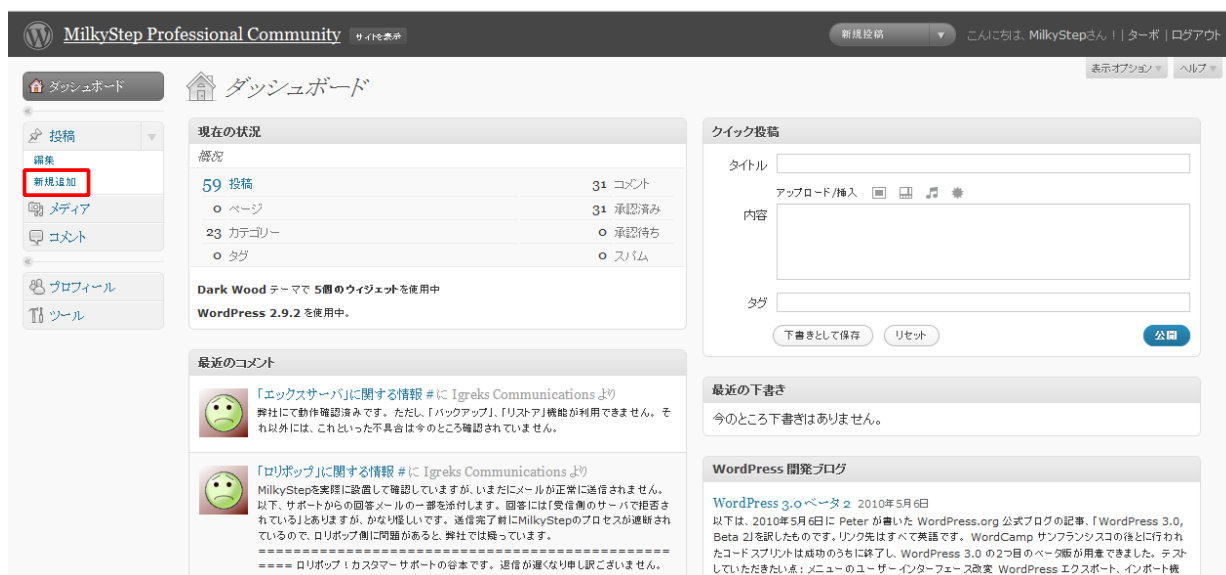 MilkyStep Professional Community サイトを表示
新規投稿
こんにちは、MilkyStepさん！ | ターボ | ログアウト
表示オプション
ヘルプ
ダッシュボード
投稿
編集
新規追加
メディア
コメント
プロフィール
ツール
ダッシュボード
現在の状況
概況
59 投稿 31 コメント
0 ページ 31 承認済み
23 カテゴリー 0 承認待ち
0 タグ 0 スパム
Dark Wood テーマで 5個のウィジェットを使用中
WordPress 2.9.2 を使用中。
最近のコメント
「エックスサーバ」に関する情報 # に Igreks Communications より
弊社にて動作確認済みです。ただし、「バックアップ」、「リストア」機能が利用できません。そ
れ以外には、これといった不具合は今のところ確認されていません。
「ロリポップ」に関する情報 # に Igreks Communications より
MilkyStepを実際に設置して確認していますが、いまだにメールが正常に送信されません。
以下、サポートからの回答メールの一部を添付します。回答には「受信側のサーバで拒否さ
れている」とありますが、かなり怪しいです。送信完了前にMilkyStepのプロセスが遮断され
ているので、ロリポップ側に問題があると、弊社では疑っています。
===============================================
==== ロリポップ！カスタマーサポートの谷本です。返信が遅くなり申し訳ございません。
クイック投稿
タイトル
アップロード/挿入
内容
タグ
下書きとして保存
リセット
公開
最近の下書き
今のところ下書きはありません。
WordPress 開発ブログ
WordPress 3.0 ベータ 2 2010年5月6日
以下は、2010年5月6日に Peter が書いた WordPress.org 公式ブログの記事、「WordPress 3.0,
Beta 2」を訳したものです。リンク先はすべて英語です。 WordCamp サンフランシスコの後とに行われ
たコードスプリントは成功のうちに終了し、WordPress 3.0 の2つ目のベータ版が用意できました。テスト
していただきたい点：メニューのユーザーインターフェース改変 WordPress エクスポート、インポート機